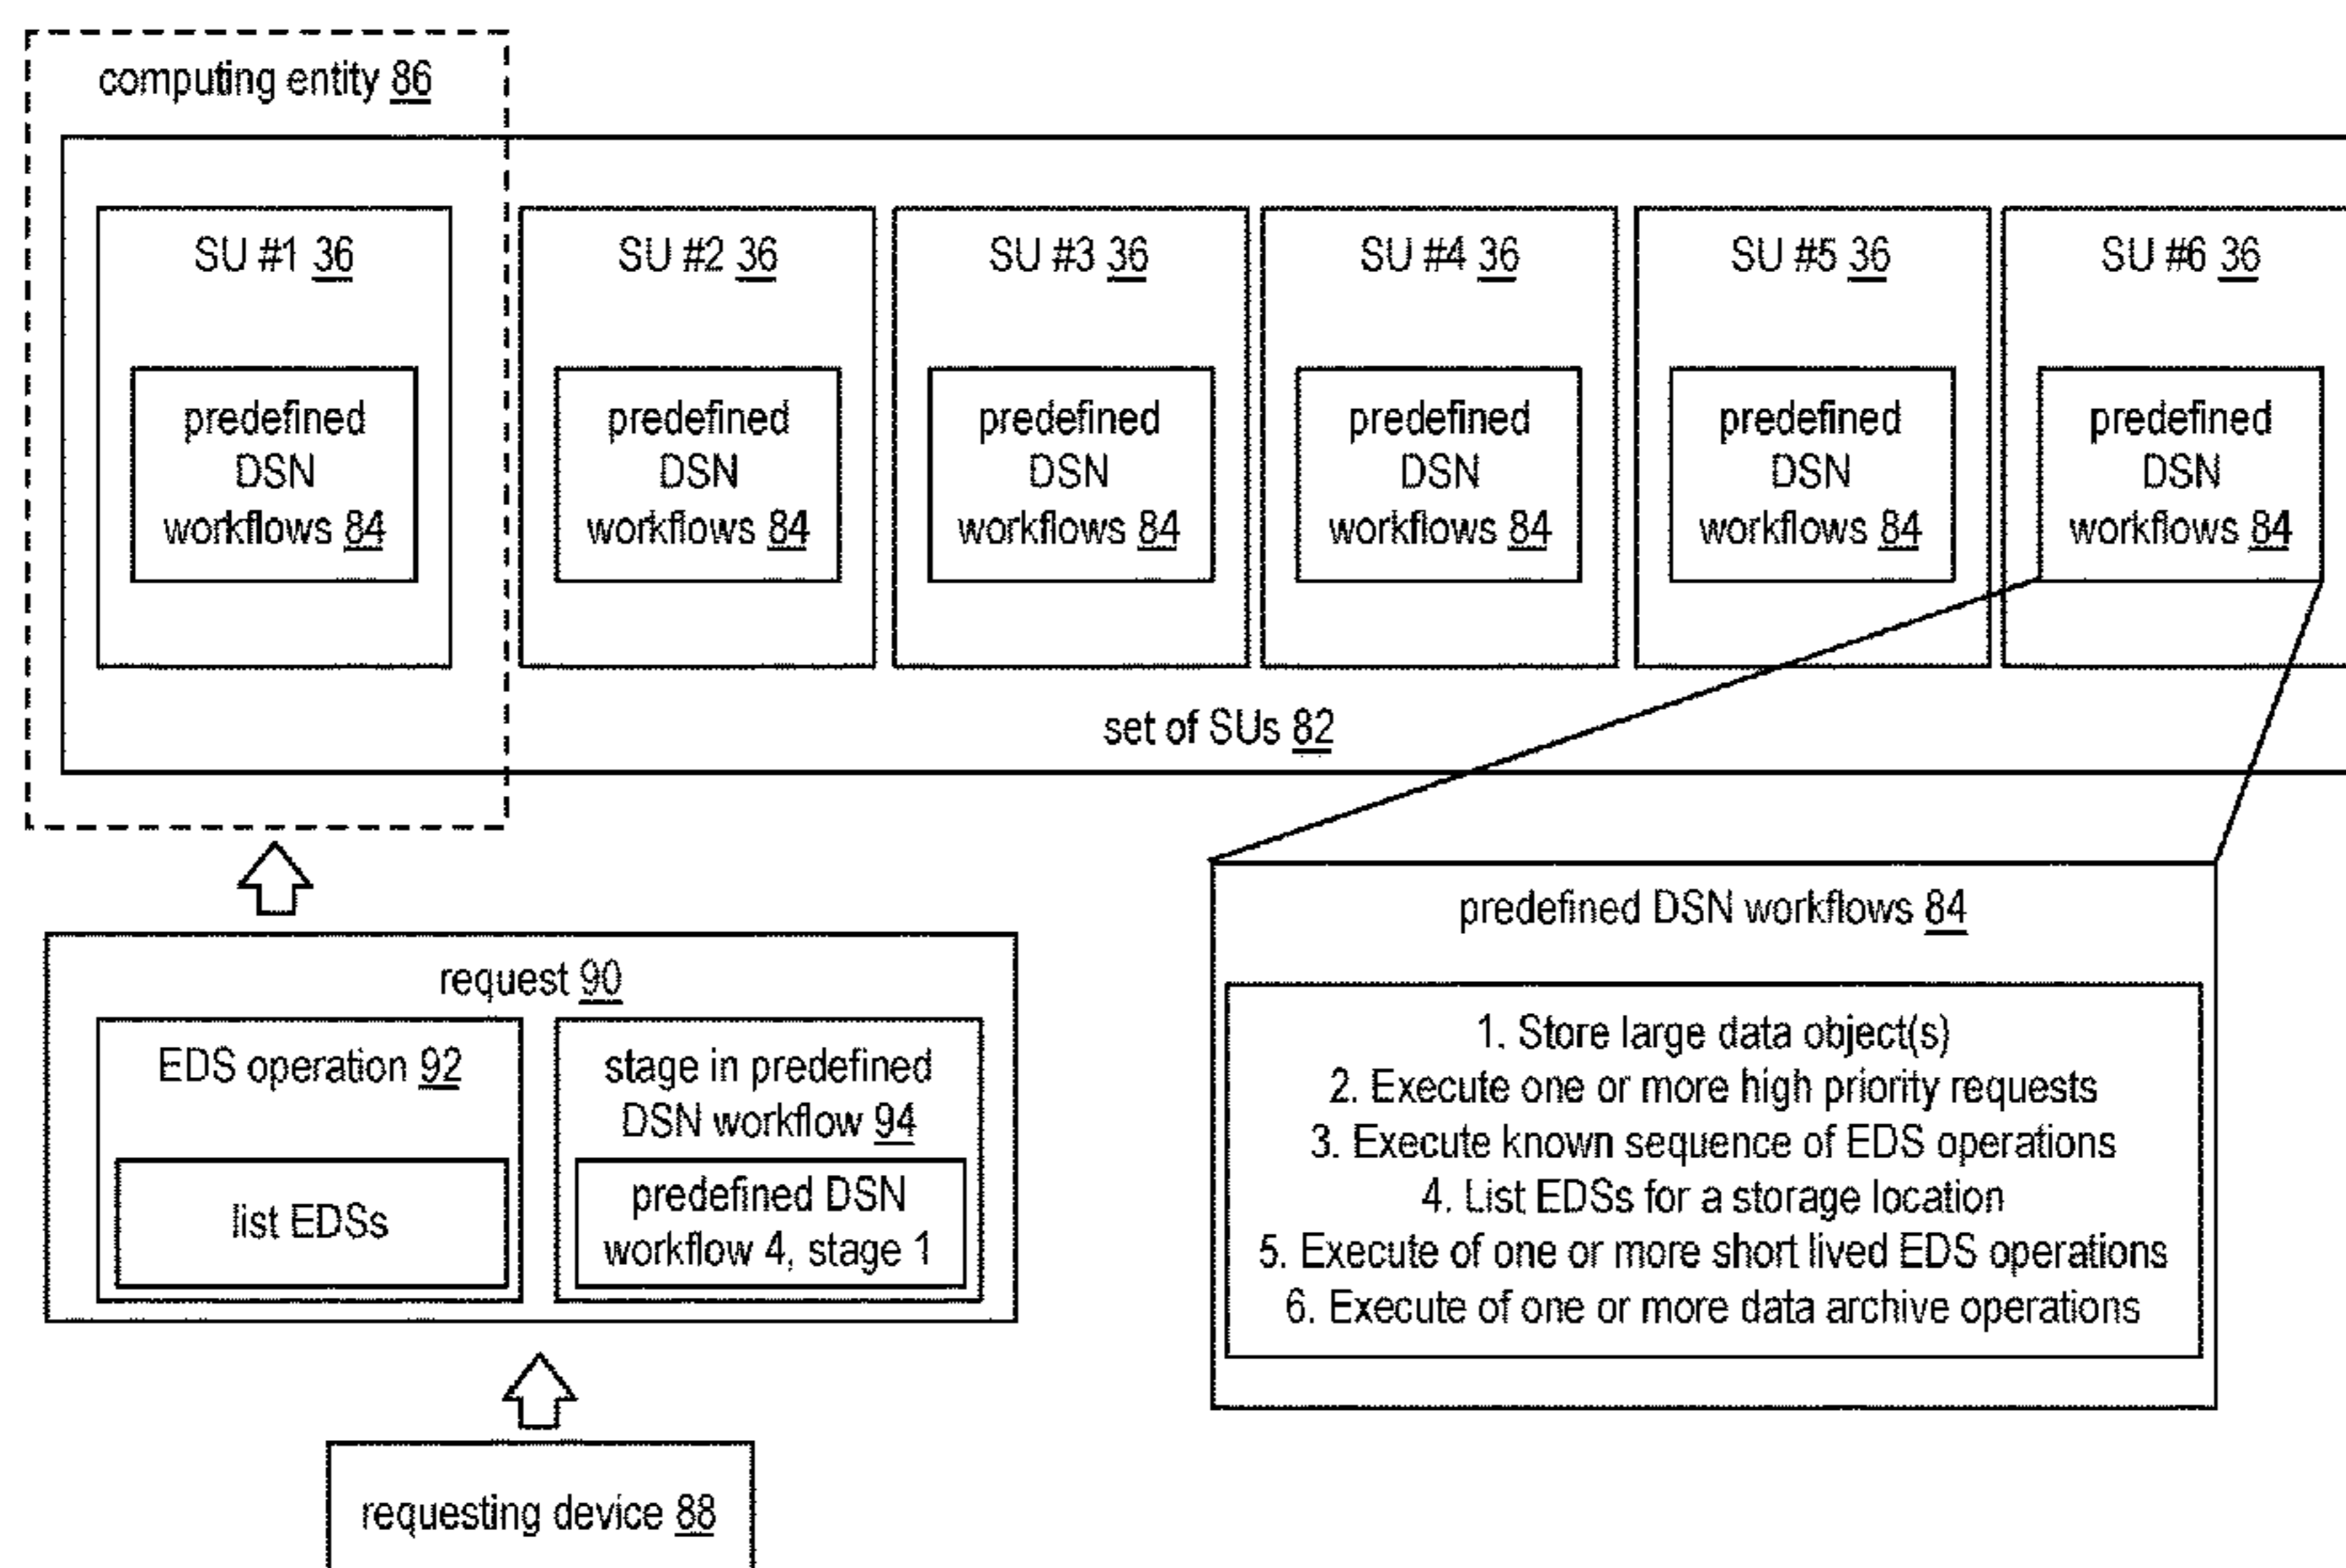 computing entity 86
SU #1 36
SU #2 36
SU #3 36
SU #4 36
SU #5 36
SU #6 36
predefined
DSN
workflows 84
predefined
DSN
workflows 84
predefined
DSN
workflows 84
predefined
DSN
workflows 84
predefined
DSN
workflows 84
predefined
DSN
workflows 84
set of SUs 82
request 90
EDS operation 92
list EDSs
stage in predefined
DSN workflow 94
predefined DSN
workflow 4, stage 1
requesting device 88
predefined DSN workflows 84
1. Store large data object(s)
2. Execute one or more high priority requests
3. Execute known sequence of EDS operations
4. List EDSs for a storage location
5. Execute of one or more short lived EDS operations
6. Execute of one or more data archive operations